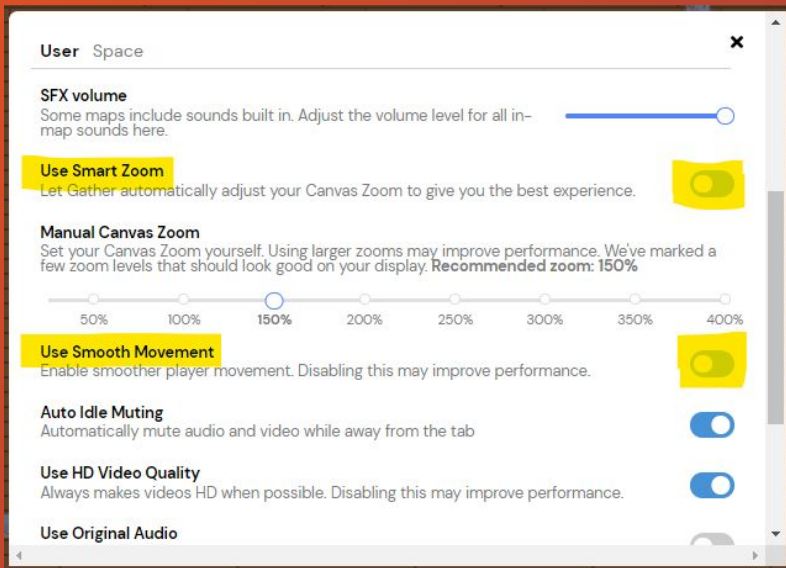 User Space
SFX volume
Some maps include sounds built in. Adjust the volume level for all in-
map sounds here.
Use Smart Zoom
Let Gather automatically adjust your Canvas Zoom to give you the best experience.
Manual Canvas Zoom
Set your Canvas Zoom yourself. Using larger zooms may improve performance. We've marked a
few zoom levels that should look good on your display. Recommended zoom: 150%
50% 100% 150% 200% 250% 300% 350% 400%
Use Smooth Movement
Enable smoother player movement. Disabling this may improve performance.
Auto Idle Muting
Automatically mute audio and video while away from the tab
Use HD Video Quality
Always makes videos HD when possible. Disabling this may improve performance.
Use Original Audio